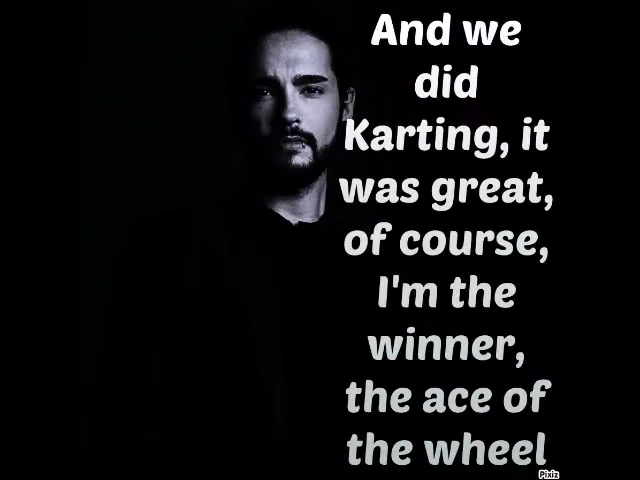 And we
did
Karting, it
was great,
of course,
I'm the
winner,
the ace of
the wheel
Pixiz